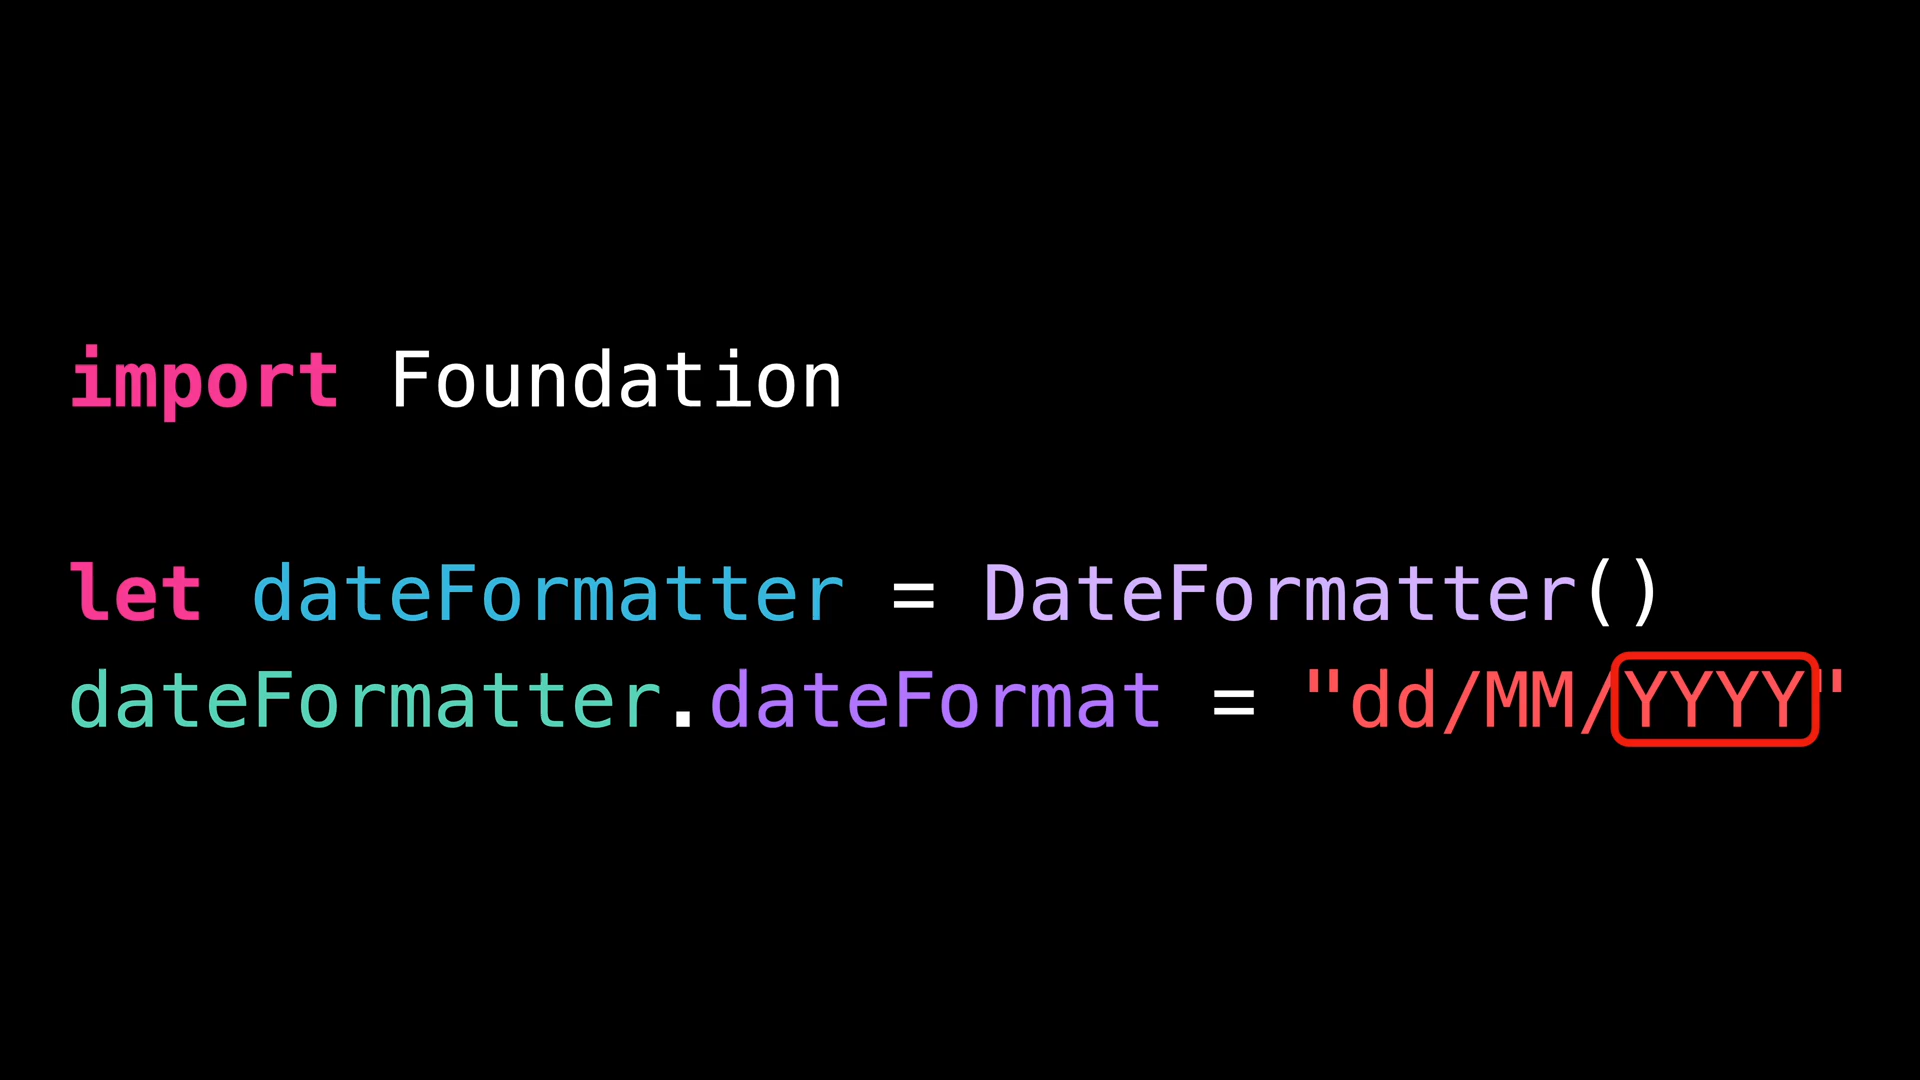 import Foundation
let dateFormatter = DateFormatter()
dateFormatter.dateFormat = "dd/MM/YYYY"